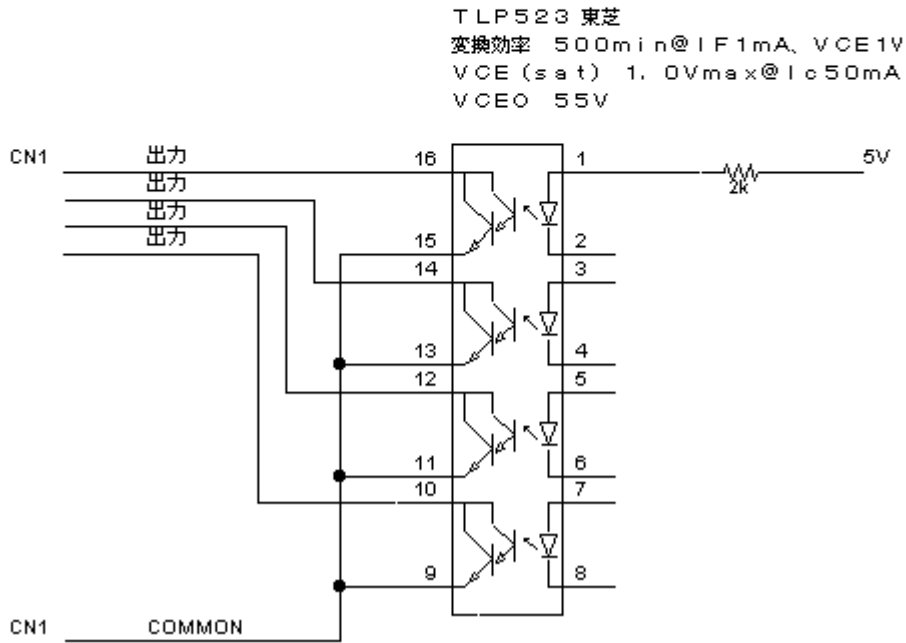 TLP523 東芝
変換効率 500min@IF1mA、VCE1V
VCE(sat) 1.0Vmax@Ic50mA
VCEO 55V
CN1 出力 16 1 5V
出力 2k
出力
出力 15 2
14 3
13 4
12 5
11 6
10 7
9 8
CN1 COMMON